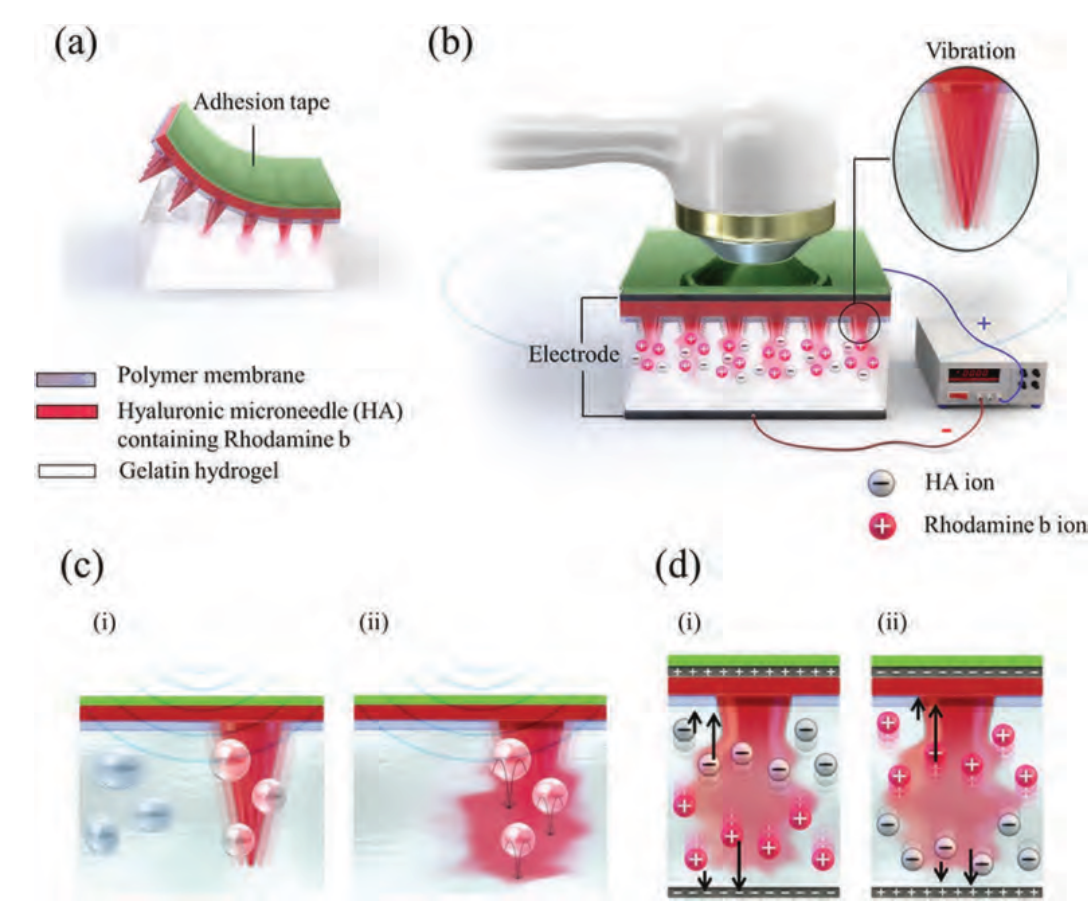 (a)
Adhesion tape
(b)
Vibration
Electrode
+
-
Polymer membrane
Hyaluronic microneedle (HA)
containing Rhodamine b
Gelatin hydrogel
HA ion
Rhodamine b ion
(c)
(i)
(ii)
(d)
(i)
(ii)